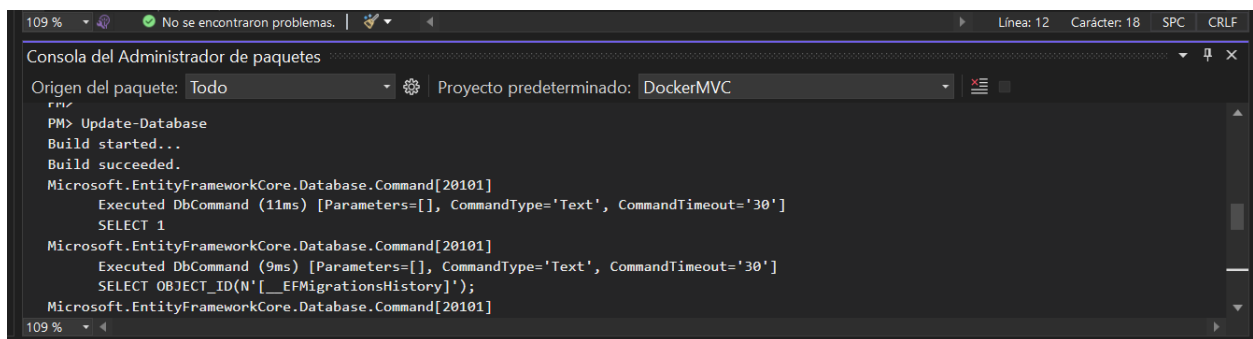 109 % No se encontraron problemas. Línea: 12 Carácter: 18 SPC CRLF
Consola del Administrador de paquetes
Origen del paquete: Todo Proyecto predeterminado: DockerMVC
PM>
PM> Update-Database
Build started...
Build succeeded.
Microsoft.EntityFrameworkCore.Database.Command[20101]
Executed DbCommand (11ms) [Parameters=[], CommandType='Text', CommandTimeout='30']
SELECT 1
Microsoft.EntityFrameworkCore.Database.Command[20101]
Executed DbCommand (9ms) [Parameters=[], CommandType='Text', CommandTimeout='30']
SELECT OBJECT_ID(N'[__EFMigrationsHistory]');
Microsoft.EntityFrameworkCore.Database.Command[20101]
109 %